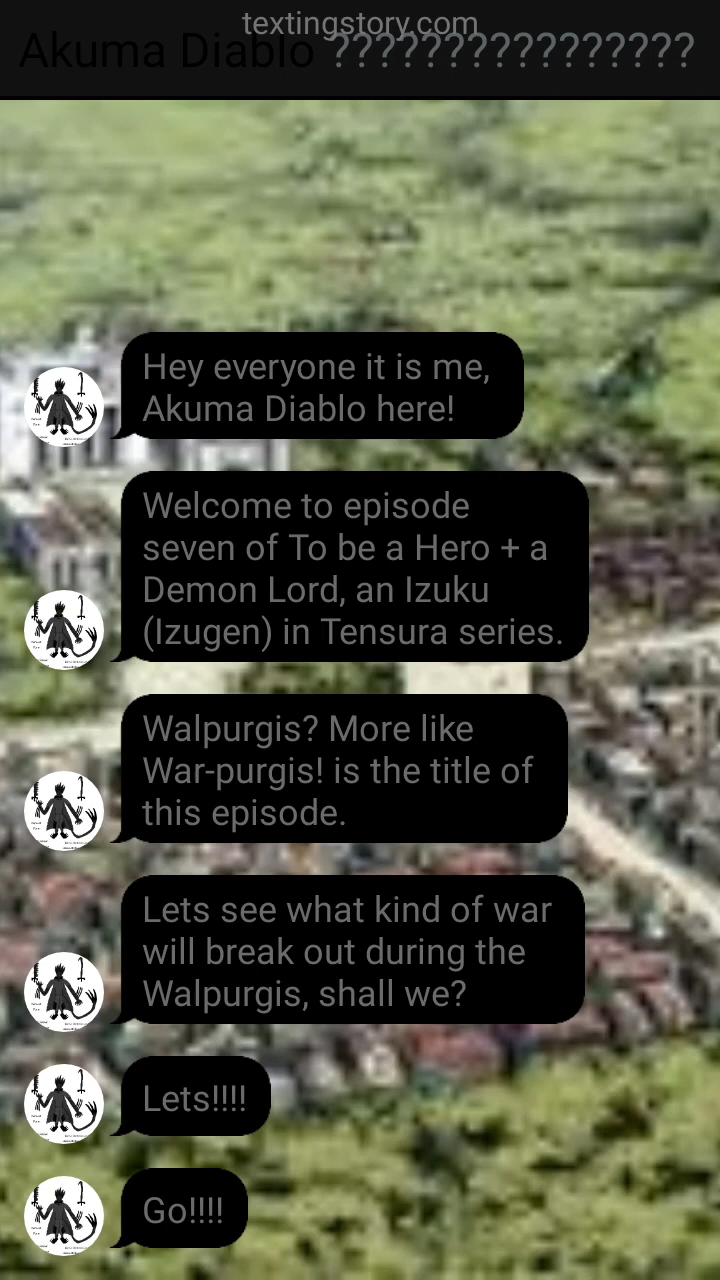 textingstory.com
Akuma Diablo ????????????????
Hey everyone it is me,
Akuma Diablo here!
Welcome to episode
seven of To be a Hero + a
Demon Lord, an Izuku
(Izugen) in Tensura series.
Walpurgis? More like
War-purgis! is the title of
this episode.
Lets see what kind of war
will break out during the
Walpurgis, shall we?
Lets!!!!
Go!!!!